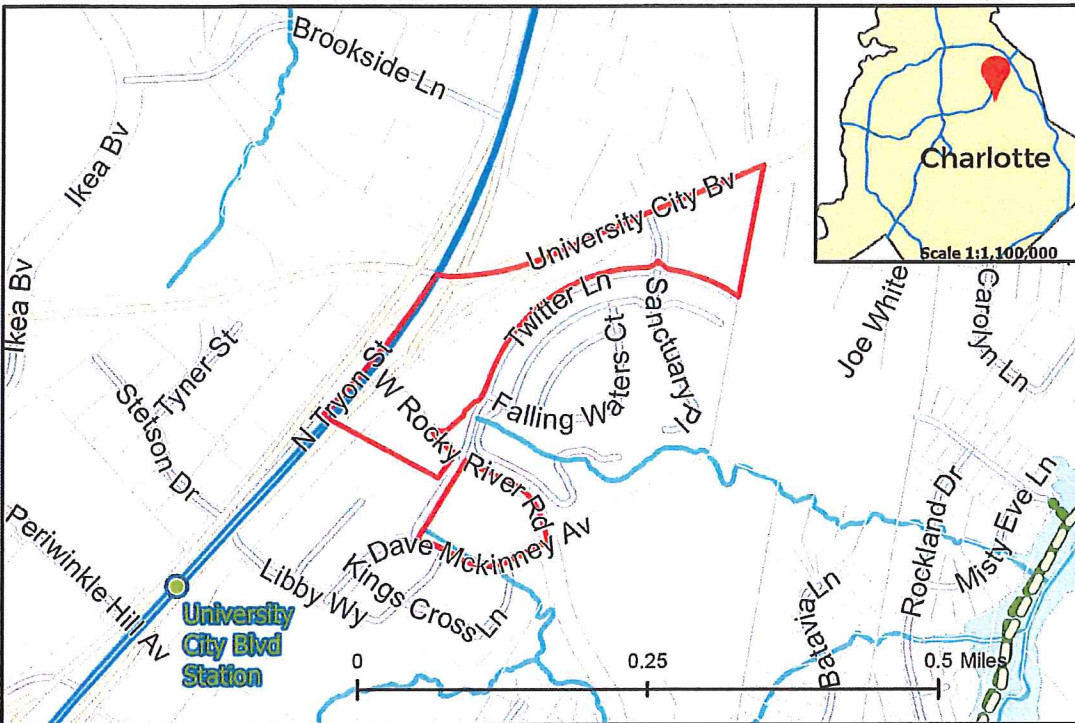 Brookside Ln
Ikea Bv
Charlotte
Scale 1:1,100,000
University City Bv
Ikea Bv
Twitter Ln
Sanctuary Pl
Joe White
Carolyn Ln
Tyner St
Stetson Dr
N Tryon St
W Rocky River Rd
Falling Waters Ct
Periwinkle Hill Av
Dave Mckinney Av
Libby Wy
Kings Cross Ln
Rockland Dr
Misty Eve Ln
Batavia Ln
University
City Blvd
Station
0 0.25 0.5 Miles